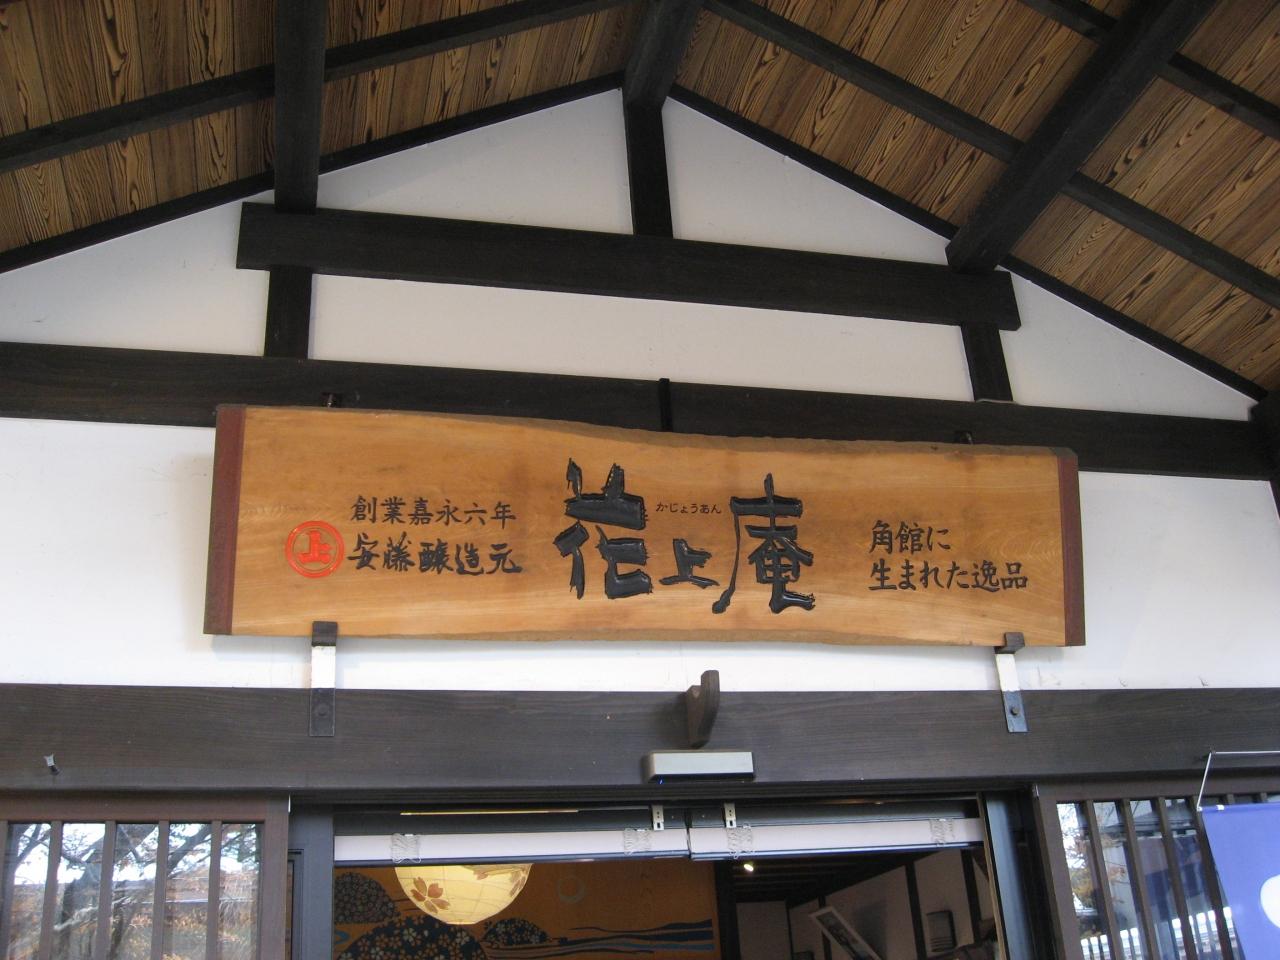 創業嘉永六年
上 安藤醸造元
花上庵
かじょうあん
角館に
生まれた逸品